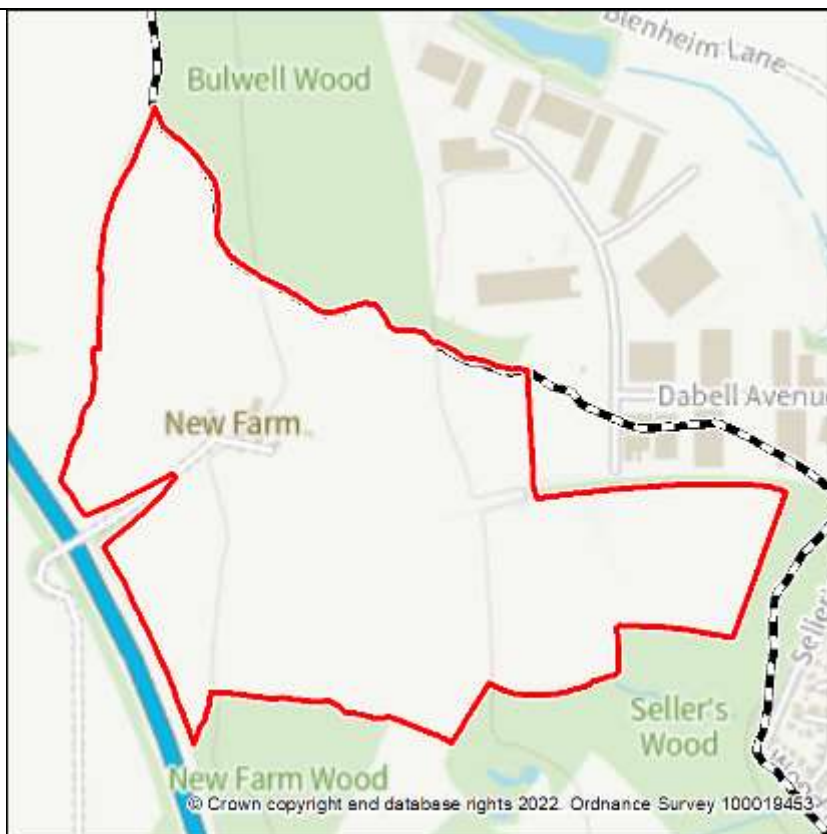 Blenheim Lane
Bulwell Wood
Dabell Avenue
New Farm
Seller's
Wood
New Farm Wood
© Crown copyright and database rights 2022. Ordnance Survey 100019453